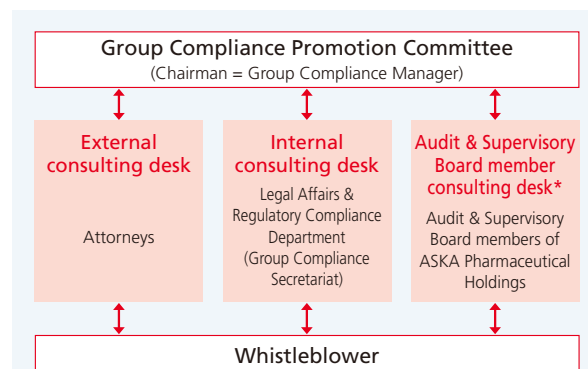 Group Compliance Promotion Committee
(Chairman = Group Compliance Manager)
External
consulting desk
Attorneys
Internal
consulting desk
Legal Affairs &
Regulatory Compliance
Department
(Group Compliance
Secretariat)
Audit & Supervisory
Board member
consulting desk*
Audit & Supervisory
Board members of
ASKA Pharmaceutical
Holdings
Whistleblower